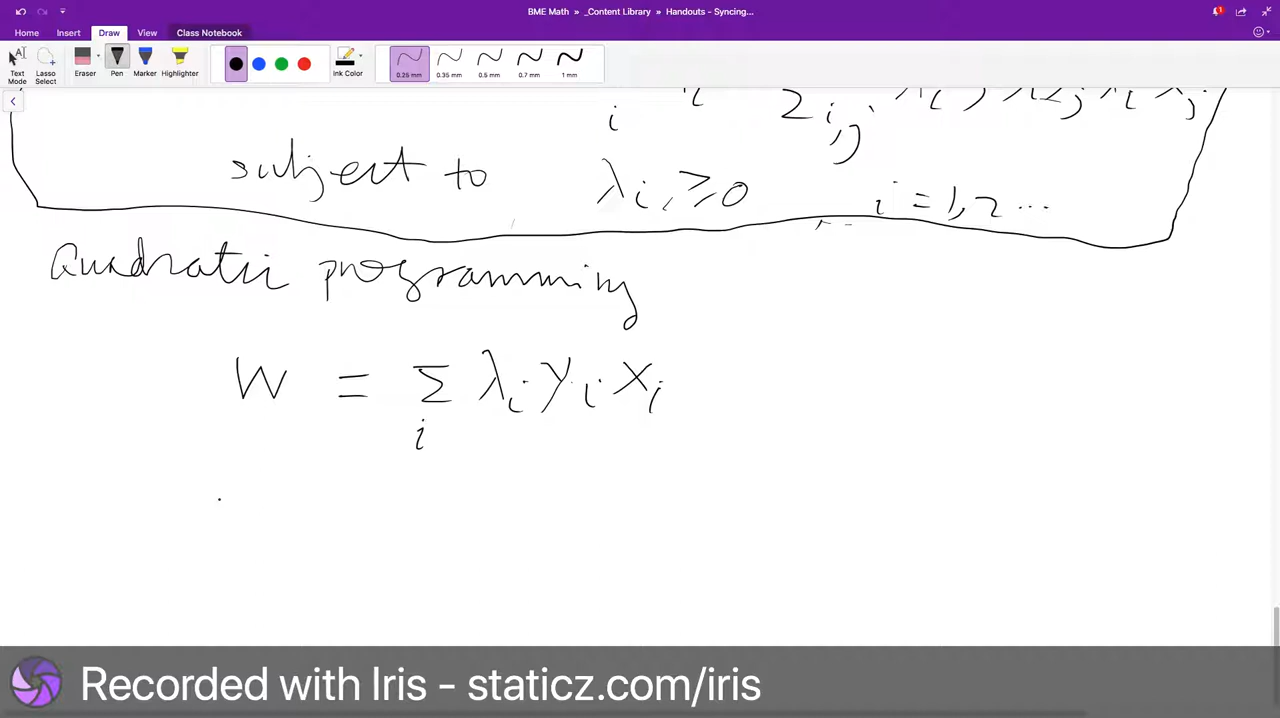 BME Math » _Content Library » Handouts - Syncing...
Home Insert Draw View Class Notebook
Text Mode Lasso Select Eraser Pen Marker Highlighter Ink Color 0.25 mm 0.35 mm 0.5 mm 0.7 mm 1 mm
subject to λi ≥ 0 i = 1,2 ...
Quadratic programming
W = Σ λi yi xi
i
Recorded with Iris - staticz.com/iris